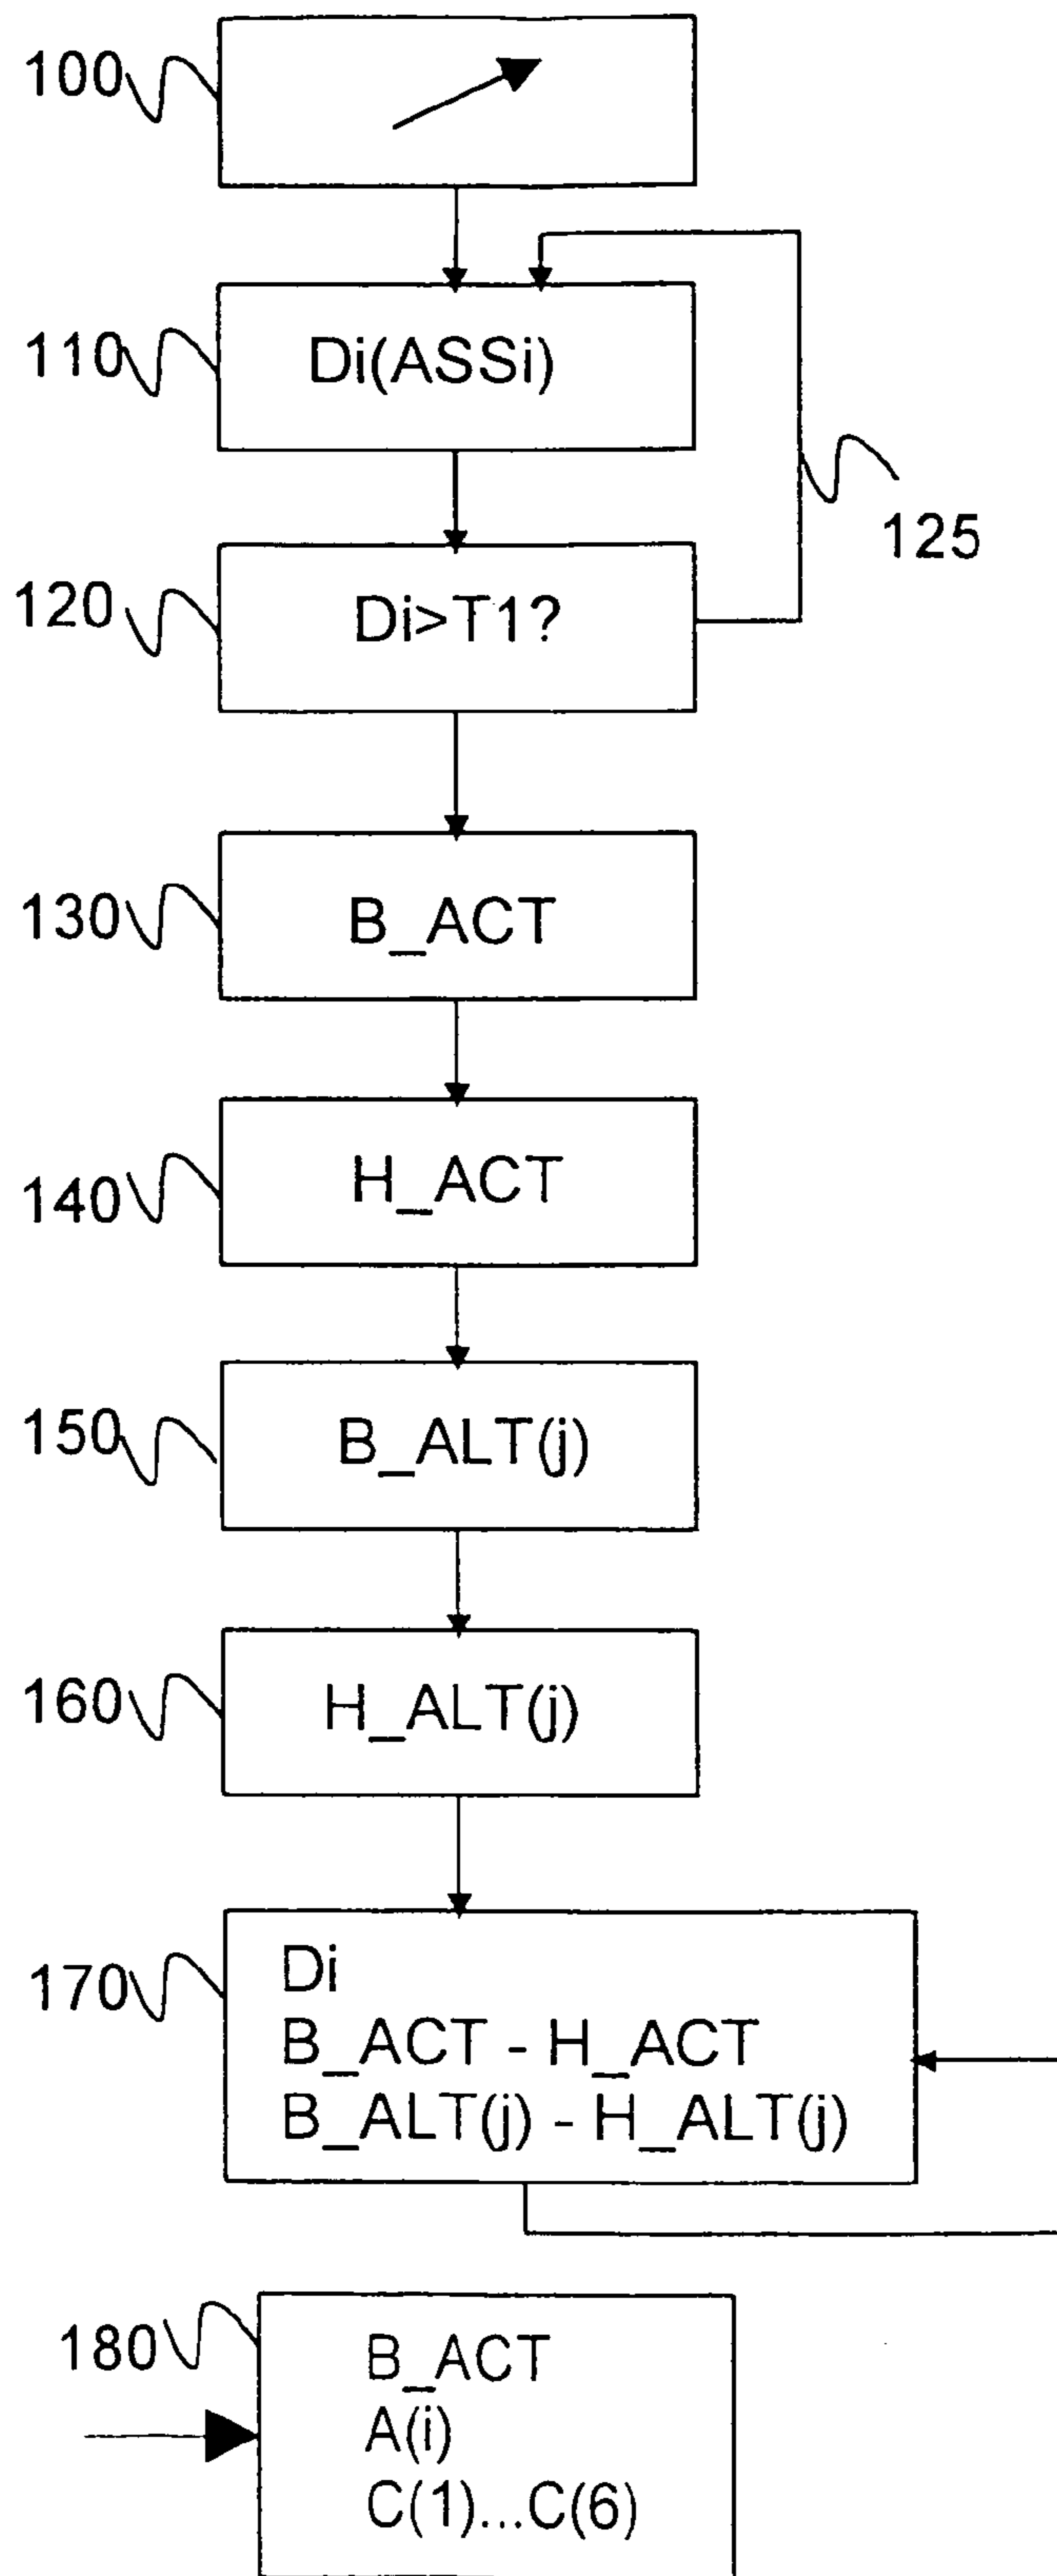 100
110
Di(ASSi)
125
120
Di>T1?
130
B_ACT
140
H_ACT
150
B_ALT(j)
160
H_ALT(j)
170
Di
B_ACT - H_ACT
B_ALT(j) - H_ALT(j)
180
B_ACT
A(i)
C(1)...C(6)